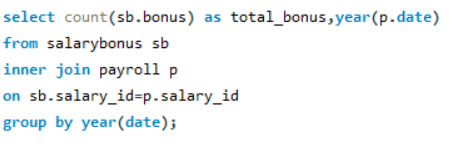 select count(sb.bonus) as total_bonus,year(p.date)
from salarybonus sb
inner join payroll p
on sb.salary_id=p.salary_id
group by year(date);